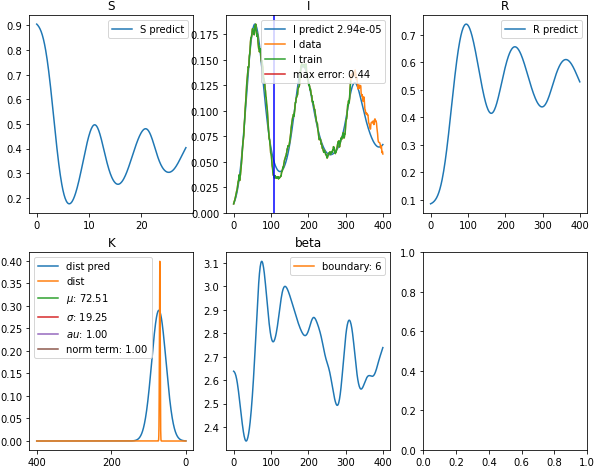 S
0.9
0.8
0.7
0.6
0.5
0.4
0.3
0.2
0 10 20
S predict
I
0.175
0.150
0.125
0.100
0.075
0.050
0.025
0.000
0 100 200 300 400
I predict 2.94e-05
I data
I train
max error: 0.44
R
0.7
0.6
0.5
0.4
0.3
0.2
0.1
0 100 200 300 400
R predict
K
0.40
0.35
0.30
0.25
0.20
0.15
0.10
0.05
0.00
400 200 0
dist pred
dist
μ: 72.51
σ: 19.25
au: 1.00
norm term: 1.00
beta
3.1
3.0
2.9
2.8
2.7
2.6
2.5
2.4
0 100 200 300 400
boundary: 6
1.0
0.8
0.6
0.4
0.2
0.0
0.0 0.2 0.4 0.6 0.8 1.0